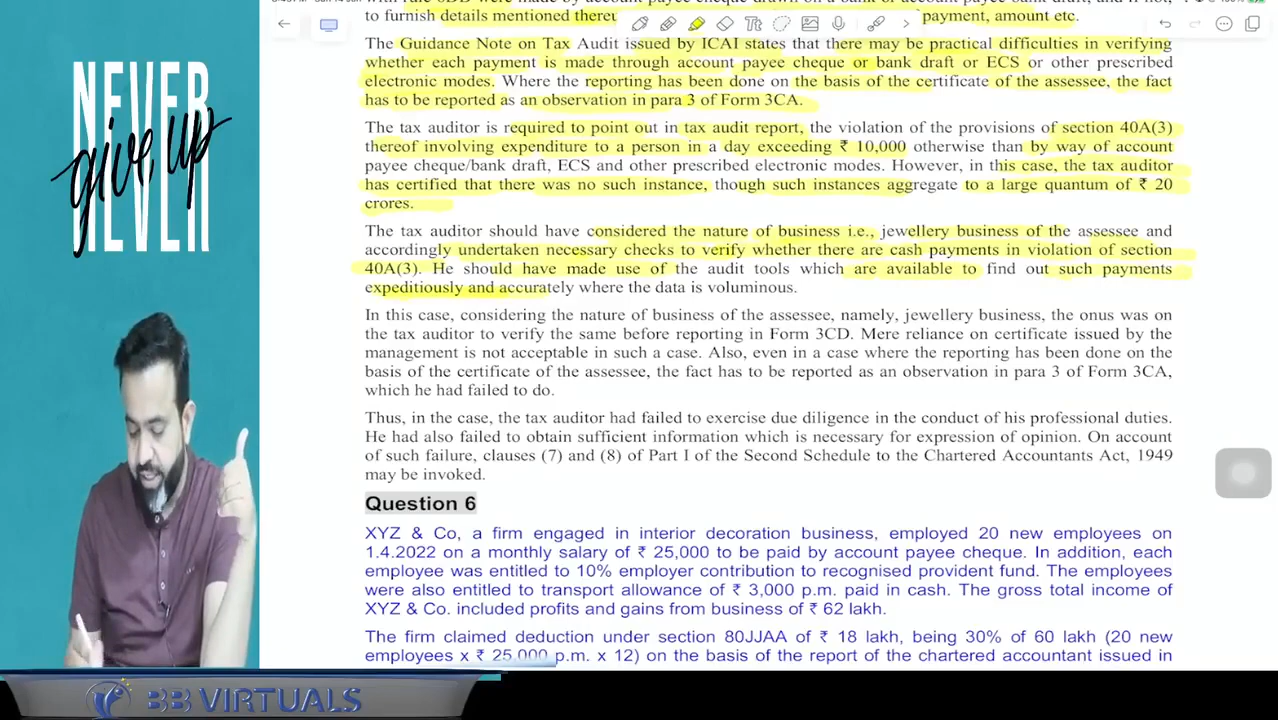 NEVER
give up
NEVER
to furnish details mentioned payment, amount etc.
The Guidance Note on Tax Audit issued by ICAI states that there may be practical difficulties in verifying
whether each payment is made through account payee cheque or bank draft or ECS or other prescribed
electronic modes. Where the reporting has been done on the basis of the certificate of the assessee, the fact
has to be reported as an observation in para 3 of Form 3CA.
The tax auditor is required to point out in tax audit report, the violation of the provisions of section 40A(3)
thereof involving expenditure to a person in a day exceeding ₹ 10,000 otherwise than by way of account
payee cheque/bank draft, ECS and other prescribed electronic modes. However, in this case, the tax auditor
has certified that there was no such instance, though such instances aggregate to a large quantum of ₹ 20
crores.
The tax auditor should have considered the nature of business i.e., jewellery business of the assessee and
accordingly undertaken necessary checks to verify whether there are cash payments in violation of section
40A(3). He should have made use of the audit tools which are available to find out such payments
expeditiously and accurately where the data is voluminous.
In this case, considering the nature of business of the assessee, namely, jewellery business, the onus was on
the tax auditor to verify the same before reporting in Form 3CD. Mere reliance on certificate issued by the
management is not acceptable in such a case. Also, even in a case where the reporting has been done on the
basis of the certificate of the assessee, the fact has to be reported as an observation in para 3 of Form 3CA,
which he had failed to do.
Thus, in the case, the tax auditor had failed to exercise due diligence in the conduct of his professional duties.
He had also failed to obtain sufficient information which is necessary for expression of opinion. On account
of such failure, clauses (7) and (8) of Part I of the Second Schedule to the Chartered Accountants Act, 1949
may be invoked.
Question 6
XYZ & Co, a firm engaged in interior decoration business, employed 20 new employees on
1.4.2022 on a monthly salary of ₹ 25,000 to be paid by account payee cheque. In addition, each
employee was entitled to 10% employer contribution to recognised provident fund. The employees
were also entitled to transport allowance of ₹ 3,000 p.m. paid in cash. The gross total income of
XYZ & Co. included profits and gains from business of ₹ 62 lakh.
The firm claimed deduction under section 80JJAA of ₹ 18 lakh, being 30% of 60 lakh (20 new
employees x ₹ 25,000 p.m. x 12) on the basis of the report of the chartered accountant issued in
BB VIRTUALS